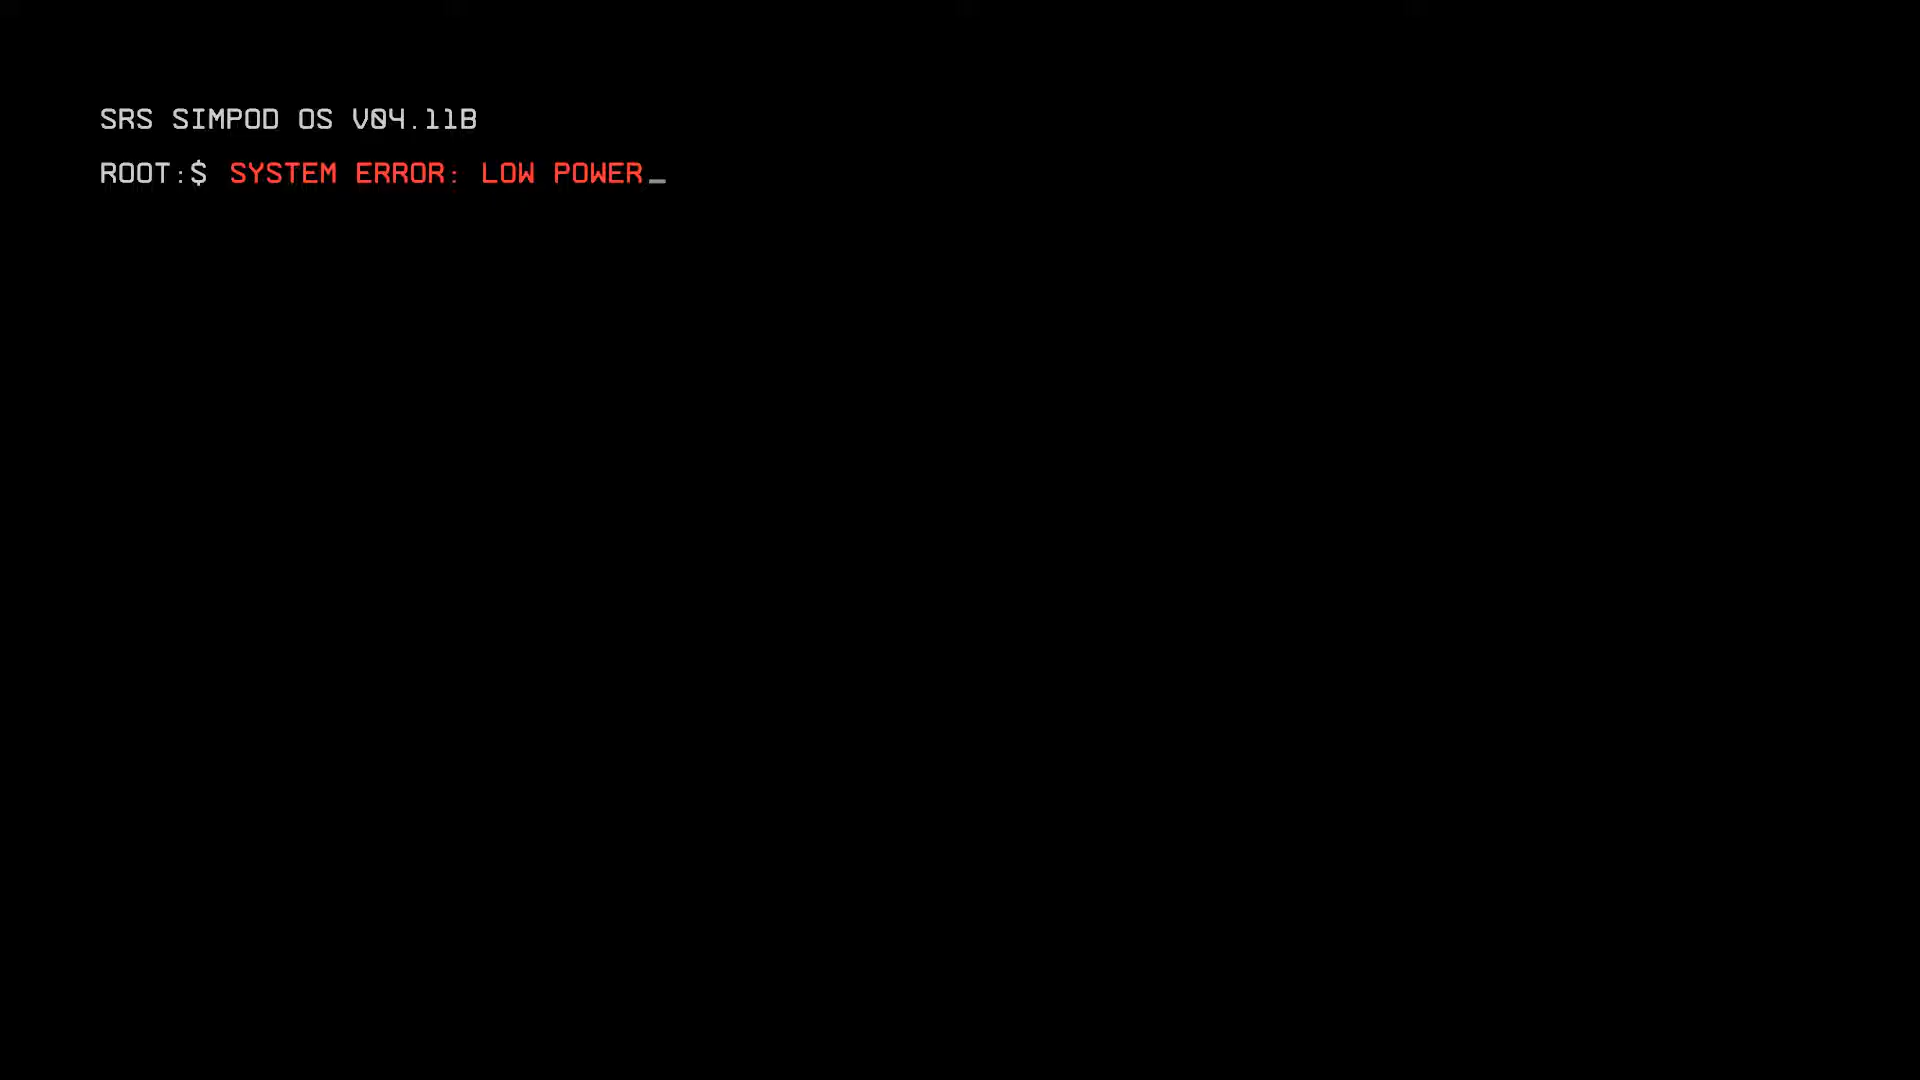 SRS SIMPOD OS V04.11B
ROOT:$ SYSTEM ERROR: LOW POWER_